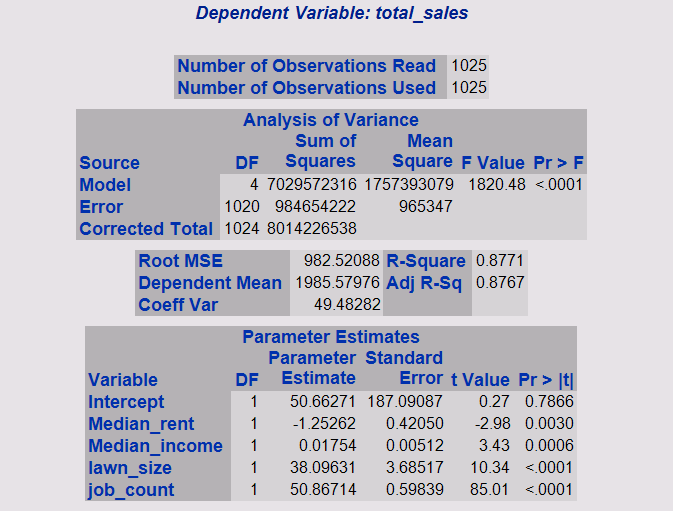 Dependent Variable: total_sales
Number of Observations Read 1025
Number of Observations Used 1025
Analysis of Variance
Sum of Mean
Source DF Squares Square F Value Pr > F
Model 4 7029572316 1757393079 1820.48 <.0001
Error 1020 984654222 965347
Corrected Total 1024 8014226538
Root MSE 982.52088 R-Square 0.8771
Dependent Mean 1985.57976 Adj R-Sq 0.8767
Coeff Var 49.48282
Parameter Estimates
Parameter Standard
Variable DF Estimate Error t Value Pr > |t|
Intercept 1 50.66271 187.09087 0.27 0.7866
Median_rent 1 -1.25262 0.42050 -2.98 0.0030
Median_income 1 0.01754 0.00512 3.43 0.0006
lawn_size 1 38.09631 3.68517 10.34 <.0001
job_count 1 50.86714 0.59839 85.01 <.0001